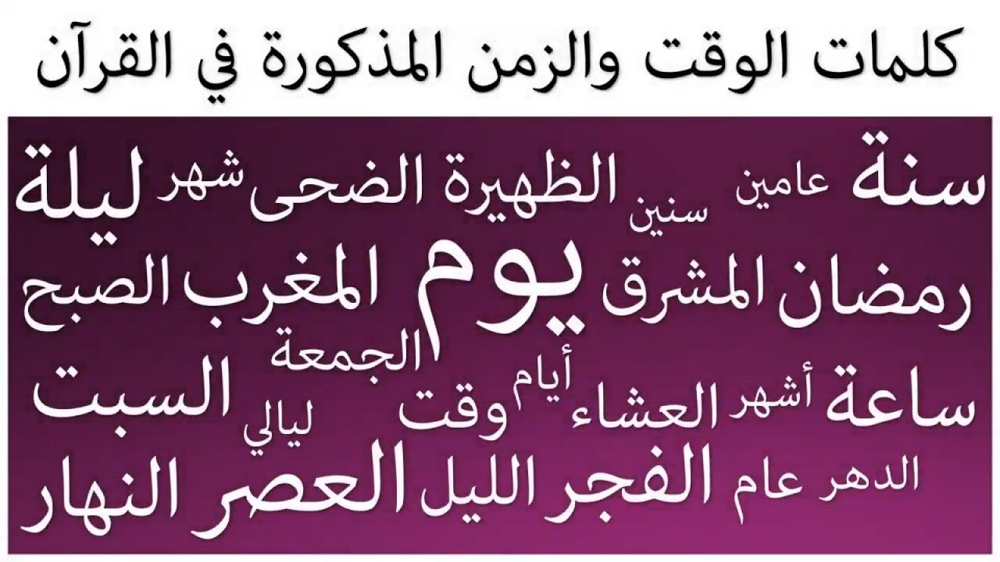 كلمات الوقت والزمن المذكورة في القرآن
سنة عامين سنين الظهيرة الضحى شهر ليلة
رمضان المشرق يوم المغرب الصبح
ساعة أشهر العشاء أيام وقت الجمعة ليالي السبت
الدهر عام الفجر الليل العصر النهار